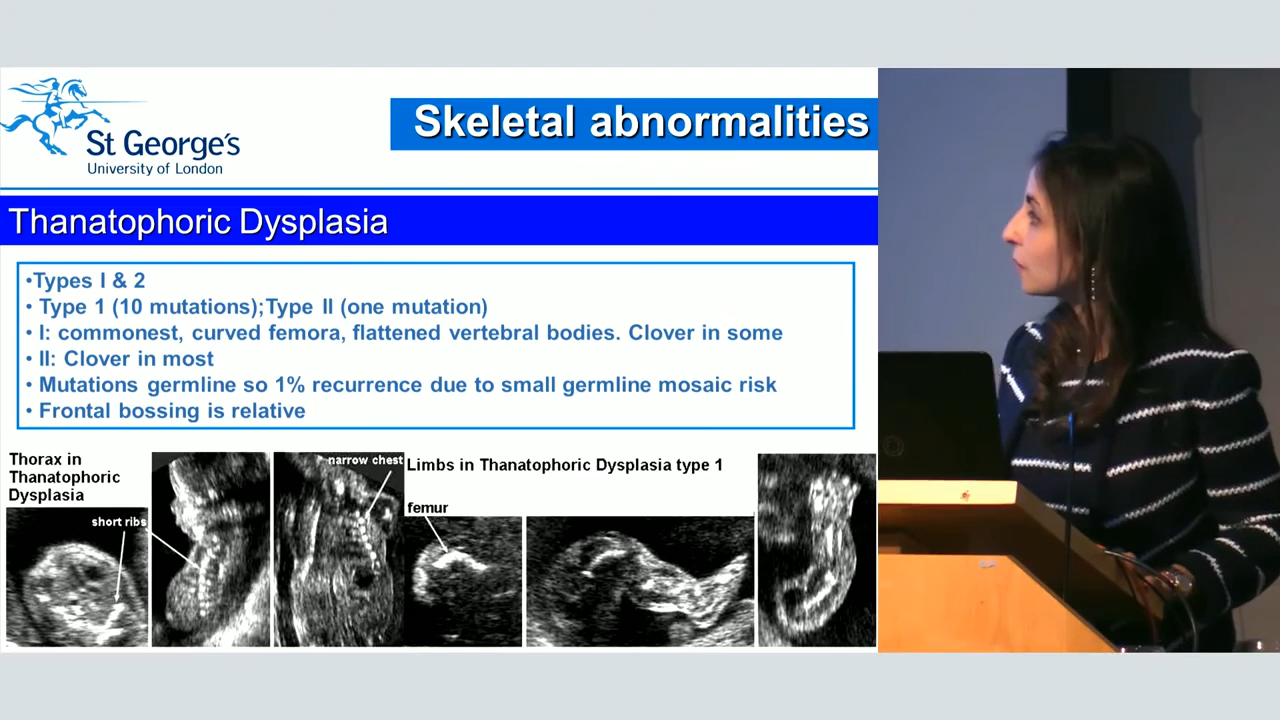 St George's
University of London
Skeletal abnormalities
Thanatophoric Dysplasia
•Types I & 2
• Type 1 (10 mutations);Type II (one mutation)
• I: commonest, curved femora, flattened vertebral bodies. Clover in some
• II: Clover in most
• Mutations germline so 1% recurrence due to small germline mosaic risk
• Frontal bossing is relative
Thorax in
Thanatophoric
Dysplasia
short ribs
narrow chest
Limbs in Thanatophoric Dysplasia type 1
femur